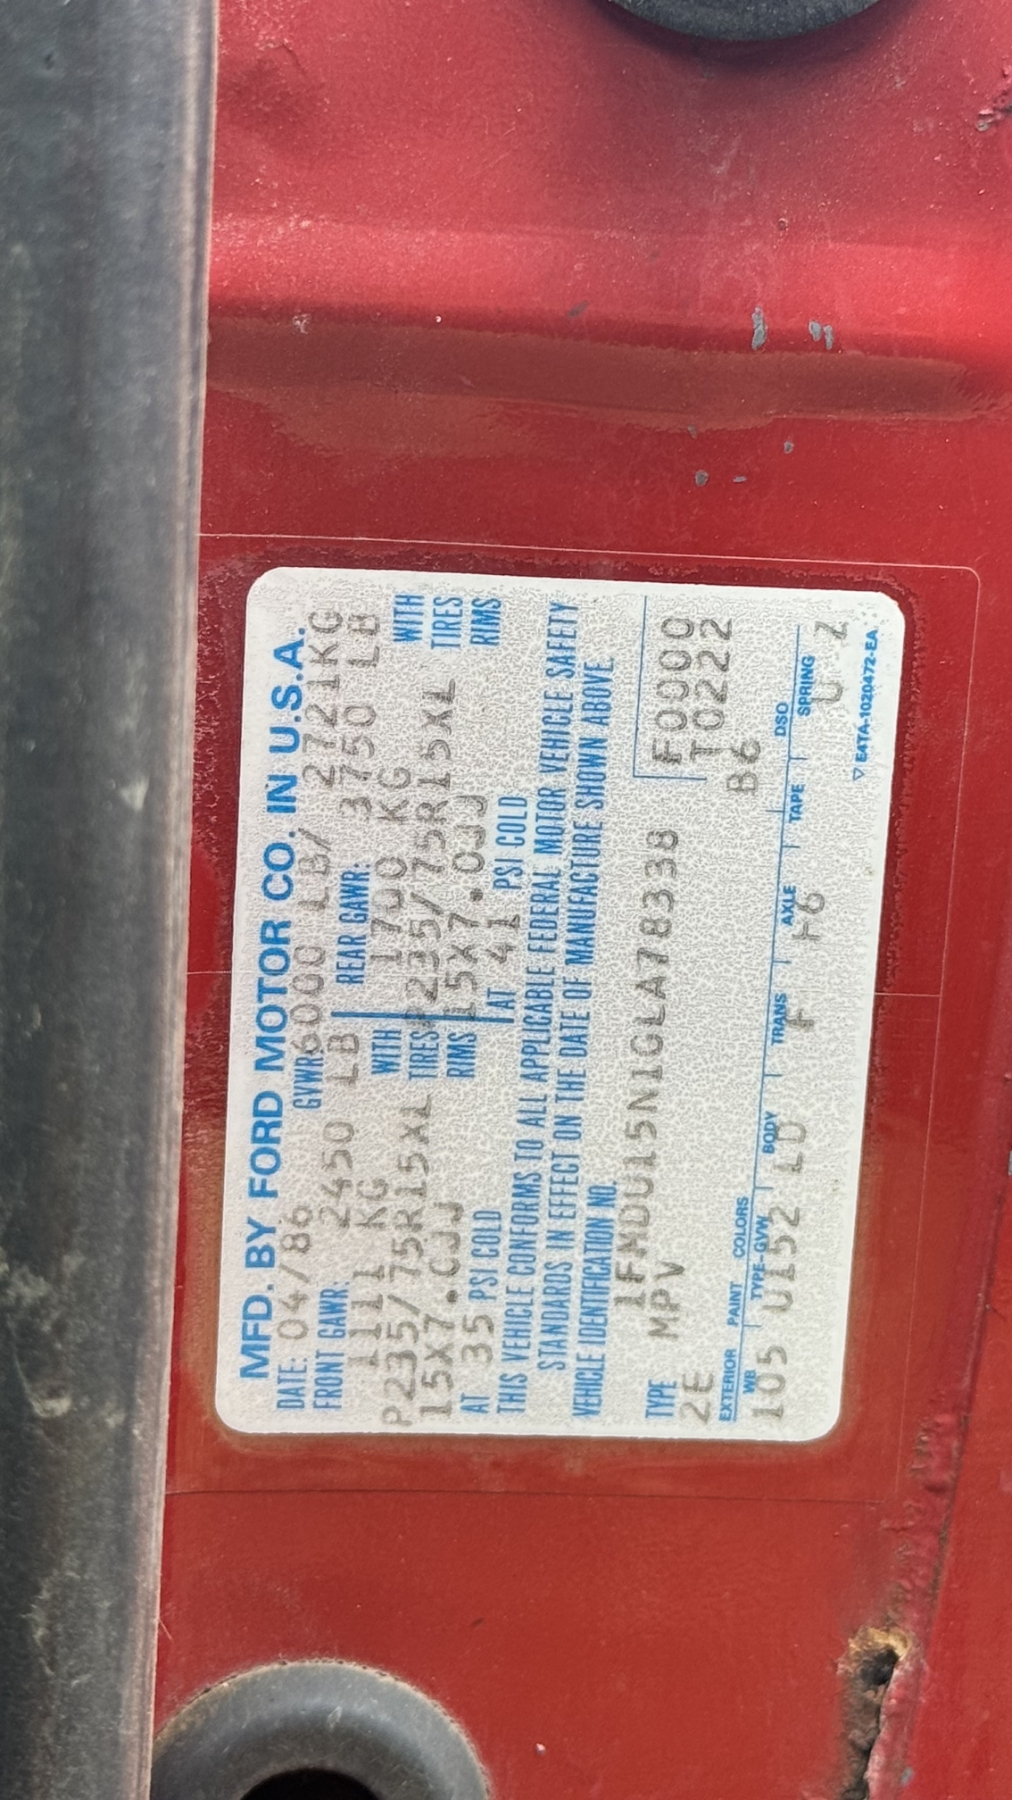 MFD. BY FORD MOTOR CO. IN U.S.A.
DATE: 04/86 GVWR: 6000 LB/ 2721KG
FRONT GAWR: 2450 LB REAR GAWR: 3750 LB
1111 KG WITH 1700 KG WITH
P235/75R15XL TIRES P235/75R15XL TIRES
15X7.0JJ RIMS 15X7.0JJ RIMS
AT 35 PSI COLD AT 41 PSI COLD
THIS VEHICLE CONFORMS TO ALL APPLICABLE FEDERAL MOTOR VEHICLE SAFETY
STANDARDS IN EFFECT ON THE DATE OF MANUFACTURE SHOWN ABOVE.
VEHICLE IDENTIFICATION NO.
1FMDU15N1GLA78338 F0000
TYPE MPV T0222
2E B6
EXTERIOR PAINT COLORS DSO
WB TYPE-GVW BODY TRANS AXLE TAPE SPRING
105 U152 LD F H6 U Z
▽ E4TA-1020472-EA